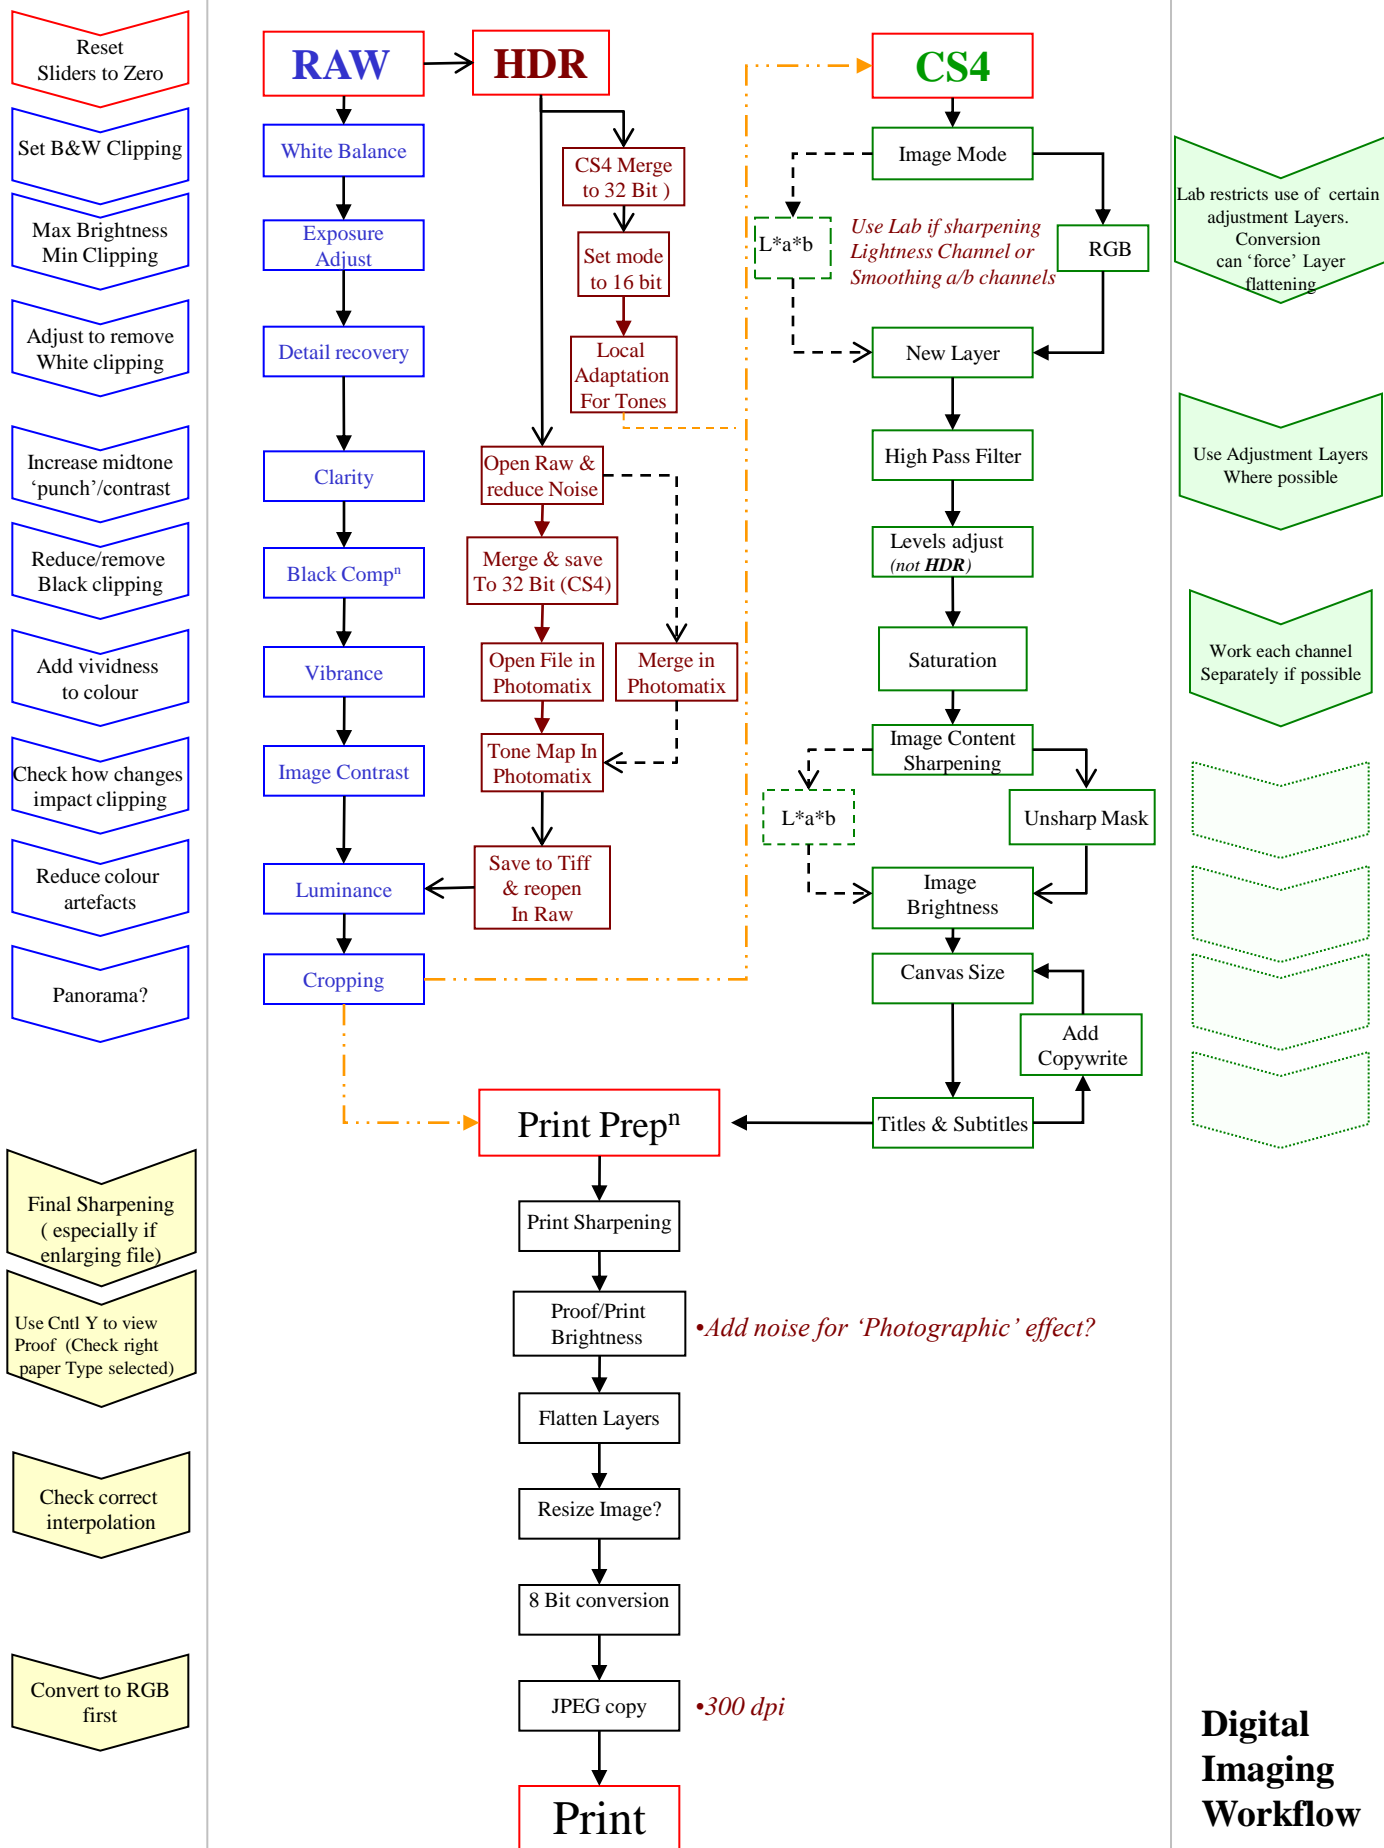 Reset
Sliders to Zero
Set B&W Clipping
Max Brightness
Min Clipping
Adjust to remove
White clipping
Increase midtone
‘punch’/contrast
Reduce/remove
Black clipping
Add vividness
to colour
Check how changes
impact clipping
Reduce colour
artefacts
Panorama?
Final Sharpening
( especially if
enlarging file)
Use Cntl Y to view
Proof (Check right
paper Type selected)
Check correct
interpolation
Convert to RGB
first
RAW
White Balance
Exposure
Adjust
Detail recovery
Clarity
Black Compⁿ
Vibrance
Image Contrast
Luminance
Cropping
HDR
CS4 Merge
to 32 Bit )
Set mode
to 16 bit
Local
Adaptation
For Tones
Open Raw &
reduce Noise
Merge & save
To 32 Bit (CS4)
Open File in
Photomatix
Merge in
Photomatix
Tone Map In
Photomatix
Save to Tiff
& reopen
In Raw
CS4
Image Mode
L*a*b
Use Lab if sharpening
Lightness Channel or
Smoothing a/b channels
RGB
New Layer
High Pass Filter
Levels adjust
(not HDR)
Saturation
Image Content
Sharpening
L*a*b
Unsharp Mask
Image
Brightness
Canvas Size
Add
Copywrite
Titles & Subtitles
Print Prepⁿ
Print Sharpening
Proof/Print
Brightness
•Add noise for ‘Photographic’ effect?
Flatten Layers
Resize Image?
8 Bit conversion
JPEG copy
•300 dpi
Print
Lab restricts use of certain
adjustment Layers.
Conversion
can ‘force’ Layer
flattening
Use Adjustment Layers
Where possible
Work each channel
Separately if possible
Digital
Imaging
Workflow